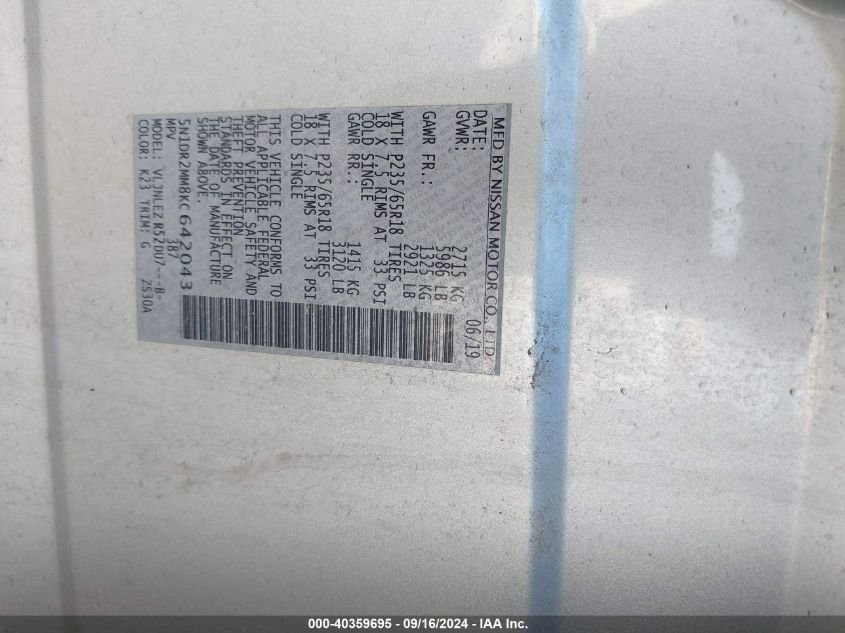 MFD BY NISSAN MOTOR CO., LTD
DATE: 06/19
GVWR: 2715 KG
5986 LB
GAWR FR.: 1325 KG
2921 LB
WITH P235/65R18 TIRES
18 X 7.5 RIMS AT 33 PSI
COLD SINGLE
GAWR RR.: 1415 KG
3120 LB
WITH P235/65R18 TIRES
18 X 7.5 RIMS AT 33 PSI
COLD SINGLE
THIS VEHICLE CONFORMS TO
ALL APPLICABLE FEDERAL
MOTOR VEHICLE SAFETY AND
THEFT PREVENTION
STANDARDS IN EFFECT ON
THE DATE OF MANUFACTURE
SHOWN ABOVE.
5N1DR2MM8KC642043
MPV 387
MODEL: VLJNLEZ R52DU7---B-
COLOR: K23 TRIM: G Z530A
000-40359695 - 09/16/2024 - IAA Inc.